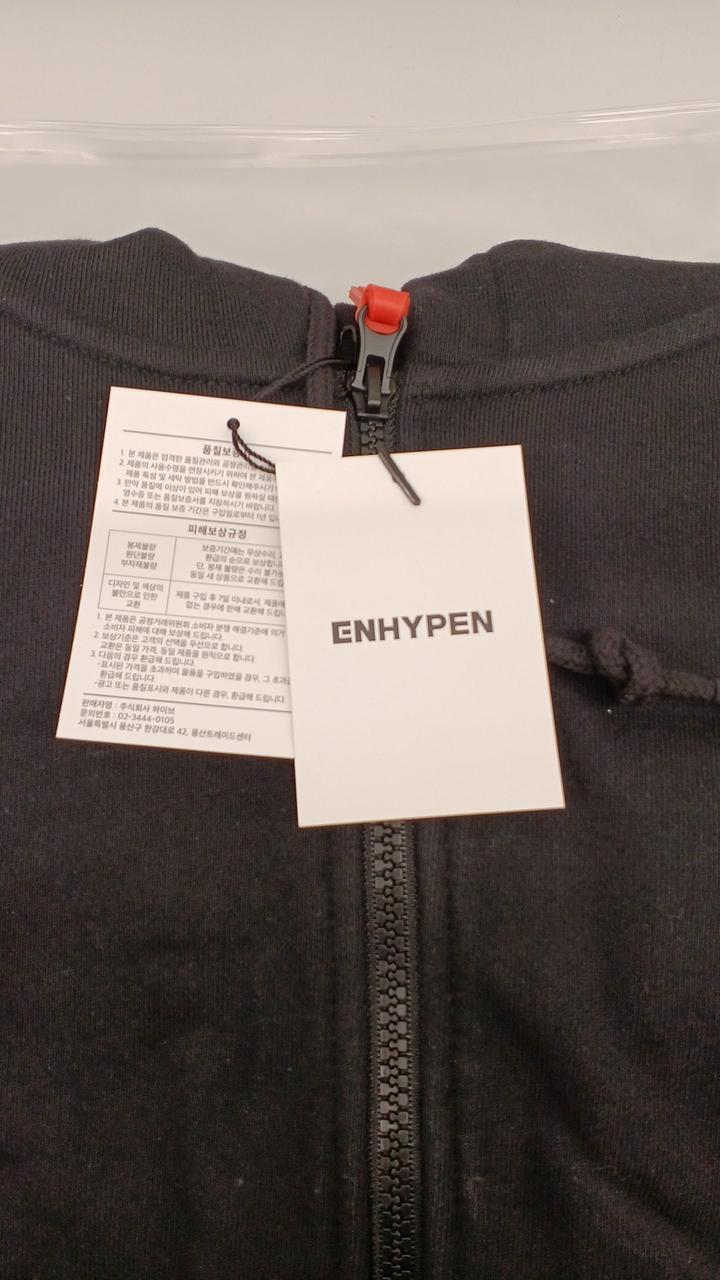 품질보증
1. 본 제품은 엄격한 품질관리와 공정관리
2. 제품의 사용수명을 연장시키기 위하여 본 제품
제품 특성 및 세탁 방법을 반드시 확인해주시기
3. 만약 품질에 이상이 있어 피해 보상을 원하실 때
영수증 또는 품질보증서를 지참하시기 바랍니다.
4. 본 제품의 품질 보증 기간은 구입일로부터 1년
피해보상규정
봉제불량
원단불량
부자재불량
보증기간에는 무상수리,
환급의 순으로 보상합
단, 봉제 불량은 수리 불가능
동일 새 상품으로 교환해 드립
디자인 및 색상의
불만으로 인한
교환
제품 구입 후 7일 이내로서, 제품에
없는 경우에 한해 교환해 드립
1. 본 제품은 공정거래위원회 소비자 분쟁 해결기준에 의거
소비자 피해에 대해 보상해 드립니다.
2. 보상기준은 고객의 선택을 우선으로 합니다.
교환은 동일 가격, 동일 제품을 원칙으로 합니다.
3. 다음의 경우 환급해 드립니다.
-표시된 가격을 초과하여 물품을 구입하였을 경우, 그 초과
환급해 드립니다.
-광고 또는 품질표시와 제품이 다른 경우, 환급해 드립니다.
판매자명 : 주식회사 하이브
문의번호 : 02-3444-0105
서울특별시 용산구 한강대로 42, 용산트레이드센터
ENHYPEN